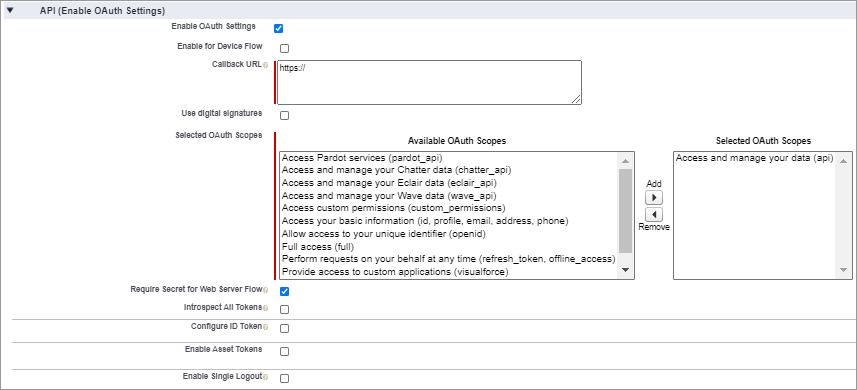 API (Enable OAuth Settings)
Enable OAuth Settings
Enable for Device Flow
Callback URL
https://
Use digital signatures
Selected OAuth Scopes
Available OAuth Scopes
Access Pardot services (pardot_api)
Access and manage your Chatter data (chatter_api)
Access and manage your Eclair data (eclair_api)
Access and manage your Wave data (wave_api)
Access custom permissions (custom_permissions)
Access your basic information (id, profile, email, address, phone)
Allow access to your unique identifier (openid)
Full access (full)
Perform requests on your behalf at any time (refresh_token, offline_access)
Provide access to custom applications (visualforce)
Add
Remove
Selected OAuth Scopes
Access and manage your data (api)
Require Secret for Web Server Flow
Introspect All Tokens
Configure ID Token
Enable Asset Tokens
Enable Single Logout